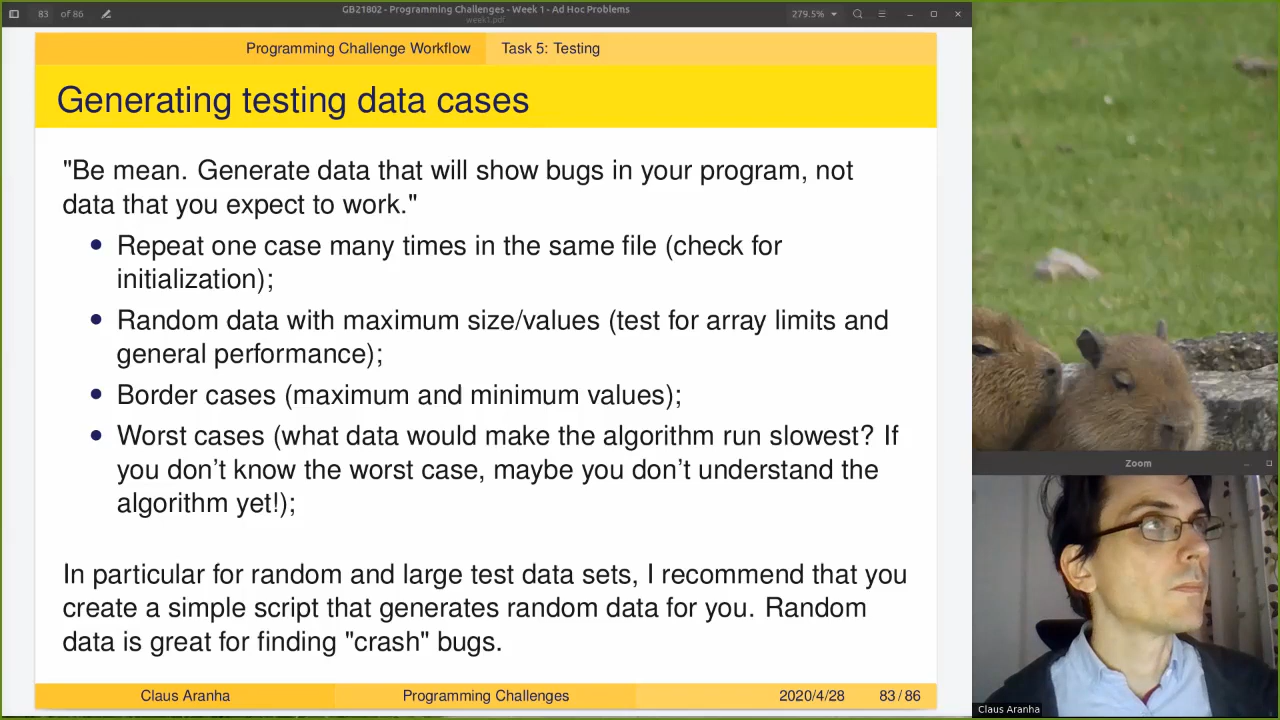 83 of 86
GB21802 - Programming Challenges - Week 1 - Ad Hoc Problems
week1.pdf
279.5%
Programming Challenge Workflow Task 5: Testing
Generating testing data cases
"Be mean. Generate data that will show bugs in your program, not
data that you expect to work."
• Repeat one case many times in the same file (check for
initialization);
• Random data with maximum size/values (test for array limits and
general performance);
• Border cases (maximum and minimum values);
• Worst cases (what data would make the algorithm run slowest? If
you don't know the worst case, maybe you don't understand the
algorithm yet!);
In particular for random and large test data sets, I recommend that you
create a simple script that generates random data for you. Random
data is great for finding "crash" bugs.
Claus Aranha Programming Challenges 2020/4/28 83 / 86
Zoom
Claus Aranha